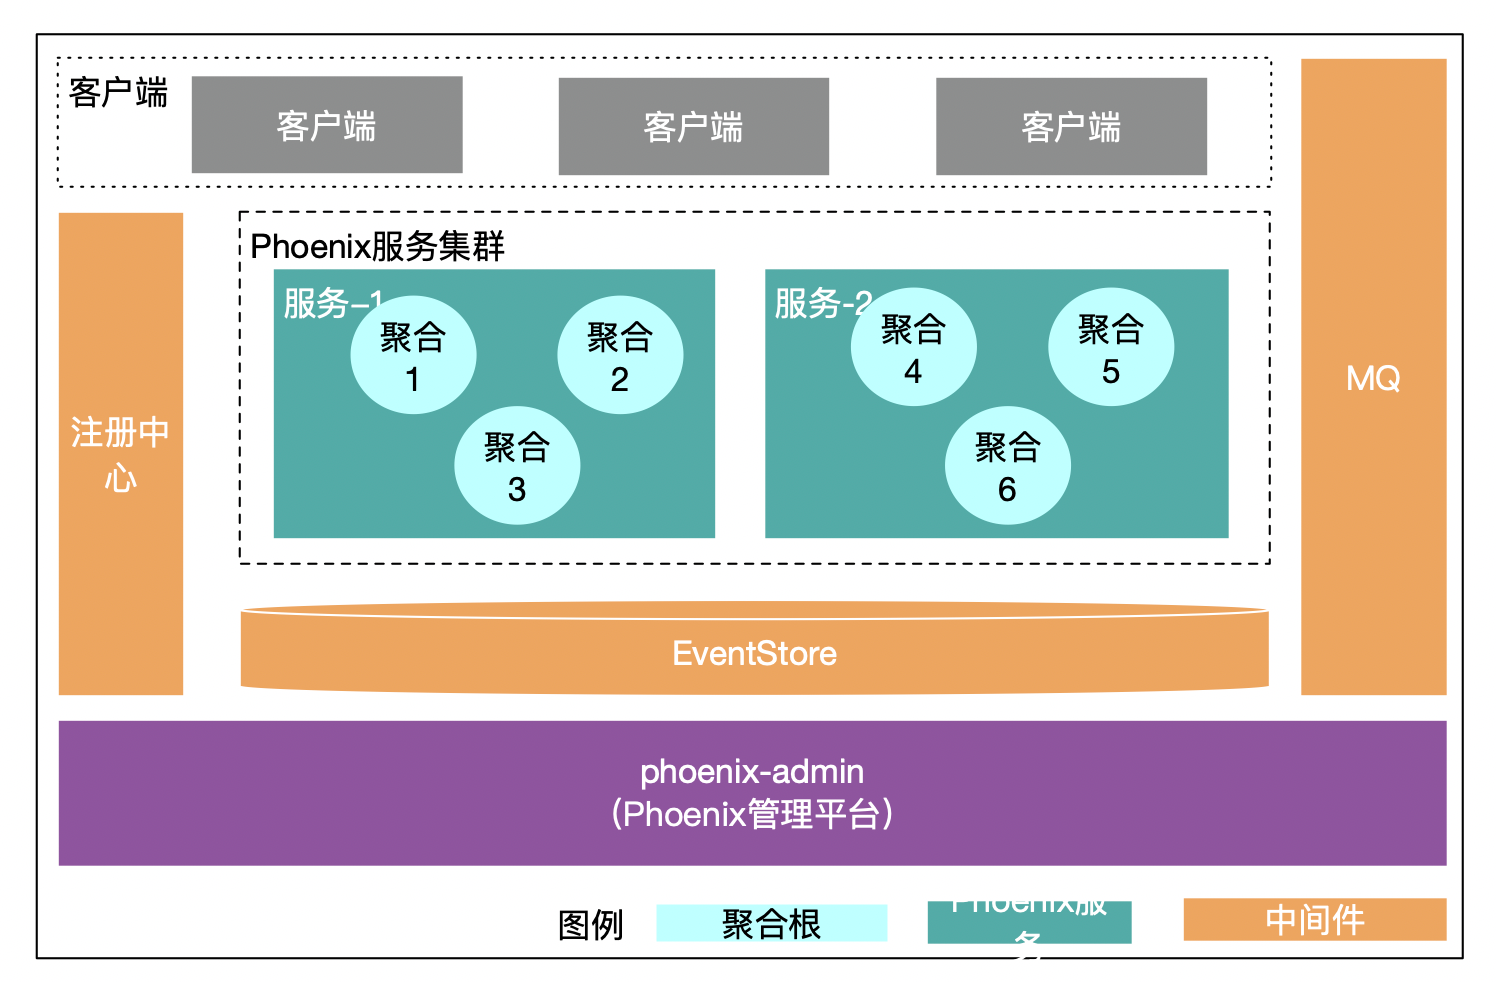 客户端
客户端
客户端
客户端
Phoenix服务集群
服务–1
聚合
1
聚合
2
聚合
3
服务-2
聚合
4
聚合
5
聚合
6
注册中
心
MQ
EventStore
phoenix-admin
（Phoenix管理平台）
图例
聚合根
Phoenix服
务
中间件